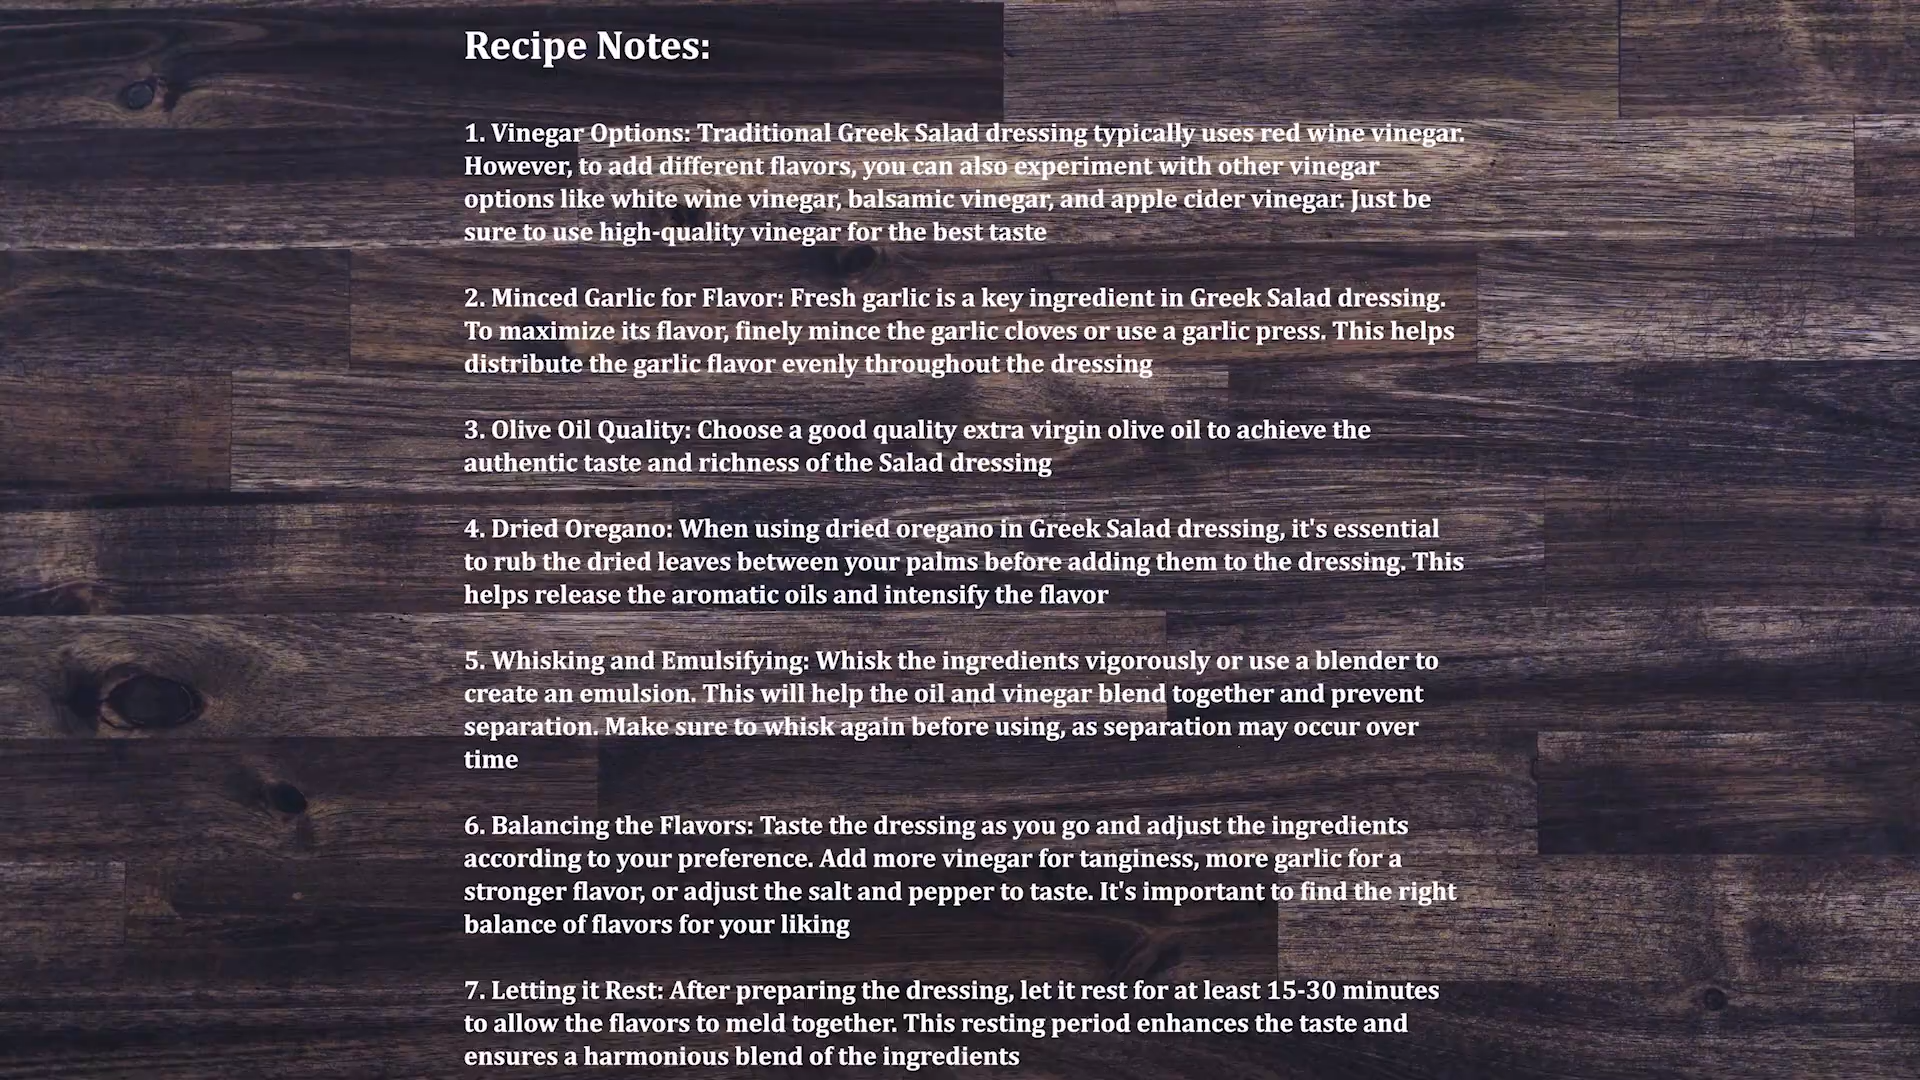 Recipe Notes:
1. Vinegar Options: Traditional Greek Salad dressing typically uses red wine vinegar.
However, to add different flavors, you can also experiment with other vinegar
options like white wine vinegar, balsamic vinegar, and apple cider vinegar. Just be
sure to use high-quality vinegar for the best taste
2. Minced Garlic for Flavor: Fresh garlic is a key ingredient in Greek Salad dressing.
To maximize its flavor, finely mince the garlic cloves or use a garlic press. This helps
distribute the garlic flavor evenly throughout the dressing
3. Olive Oil Quality: Choose a good quality extra virgin olive oil to achieve the
authentic taste and richness of the Salad dressing
4. Dried Oregano: When using dried oregano in Greek Salad dressing, it's essential
to rub the dried leaves between your palms before adding them to the dressing. This
helps release the aromatic oils and intensify the flavor
5. Whisking and Emulsifying: Whisk the ingredients vigorously or use a blender to
create an emulsion. This will help the oil and vinegar blend together and prevent
separation. Make sure to whisk again before using, as separation may occur over
time
6. Balancing the Flavors: Taste the dressing as you go and adjust the ingredients
according to your preference. Add more vinegar for tanginess, more garlic for a
stronger flavor, or adjust the salt and pepper to taste. It's important to find the right
balance of flavors for your liking
7. Letting it Rest: After preparing the dressing, let it rest for at least 15-30 minutes
to allow the flavors to meld together. This resting period enhances the taste and
ensures a harmonious blend of the ingredients